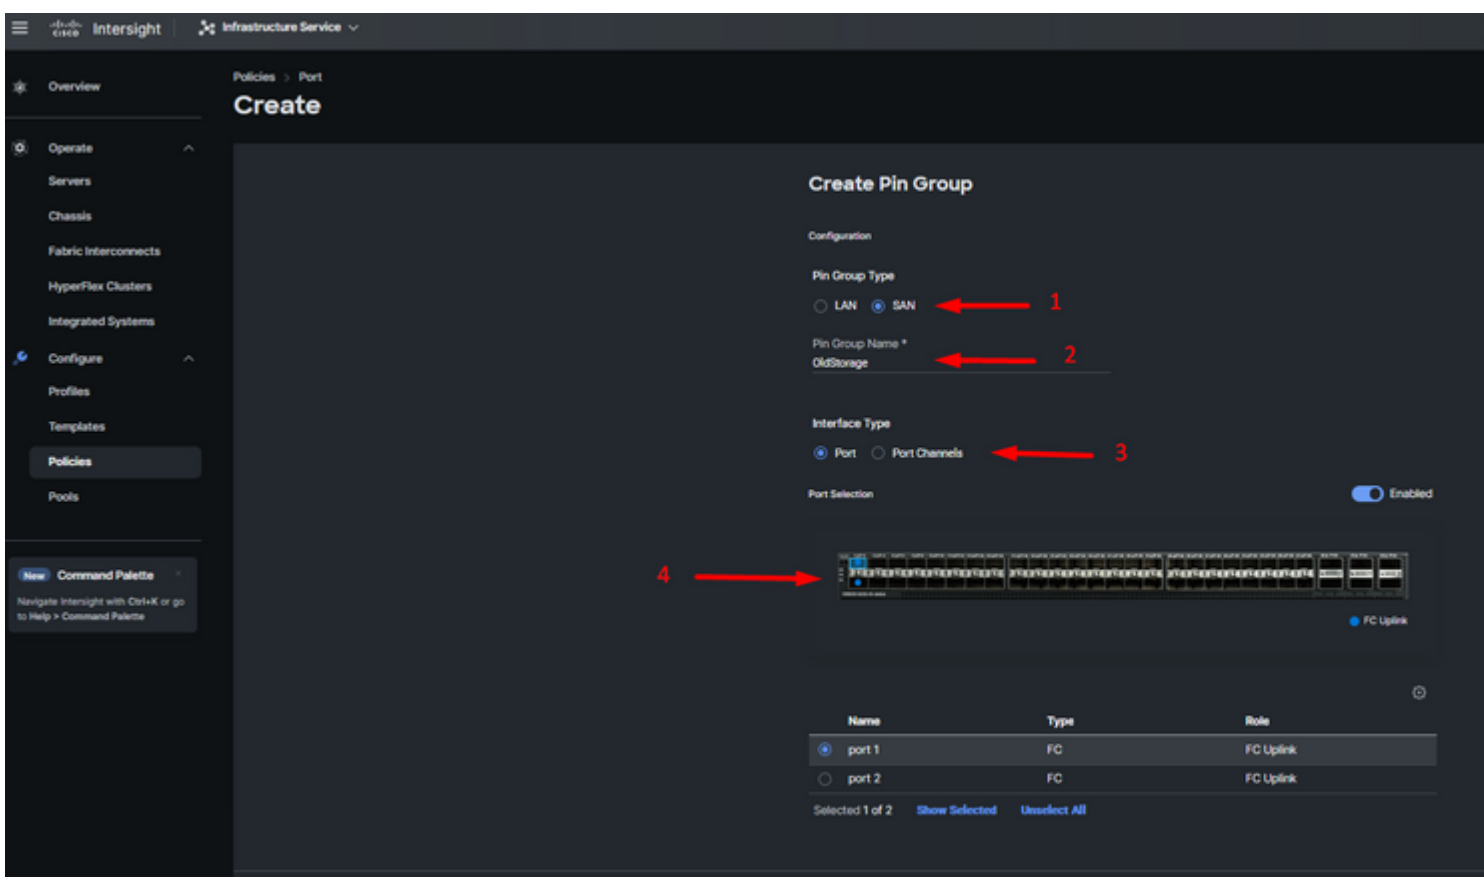 cisco Intersight Infrastructure Service
Overview
Operate
Servers
Chassis
Fabric Interconnects
HyperFlex Clusters
Integrated Systems
Configure
Profiles
Templates
Policies
Pools
New Command Palette
Navigate Intersight with Ctrl+K or go
to Help > Command Palette
Policies > Port
Create
Create Pin Group
Configuration
Pin Group Type
LAN SAN 1
Pin Group Name *
OldStorage 2
Interface Type
Port Port Channels 3
Port Selection Enabled
4
FC Uplink
Name Type Role
port 1 FC FC Uplink
port 2 FC FC Uplink
Selected 1 of 2 Show Selected Unselect All